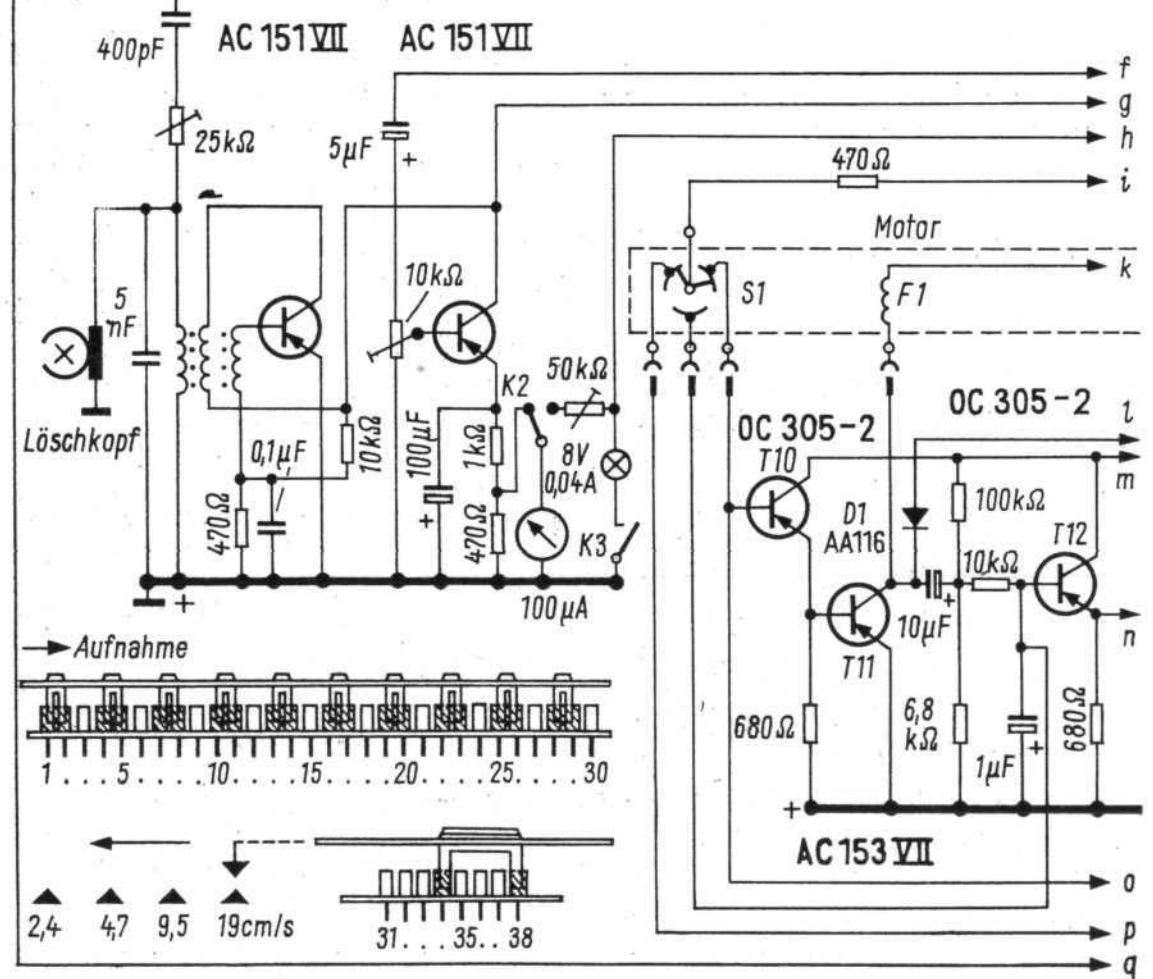 AC 151 VII AC 151 VII
400pF
25kΩ
5µF
+
f
g
h
470Ω
i
Motor
k
S1
F1
10kΩ
5
nF
K2
50kΩ
Löschkopf
0,1µF
10kΩ
470Ω
100µF
+
1kΩ
470Ω
8V
0,04A
K3
100µA
+
OC 305-2
OC 305-2
T10
l
m
D1
AA116
100kΩ
10kΩ
T12
10µF
+
T11
n
680Ω
6,8
kΩ
1µF
+
680Ω
+
AC 153 VII
o
p
q
Aufnahme
1 . . . 5 . . . . 10 . . . . 15 . . . . 20 . . . . 25 . . . . 30
2,4 4,7 9,5 19cm/s
31 . . . 35 . . 38